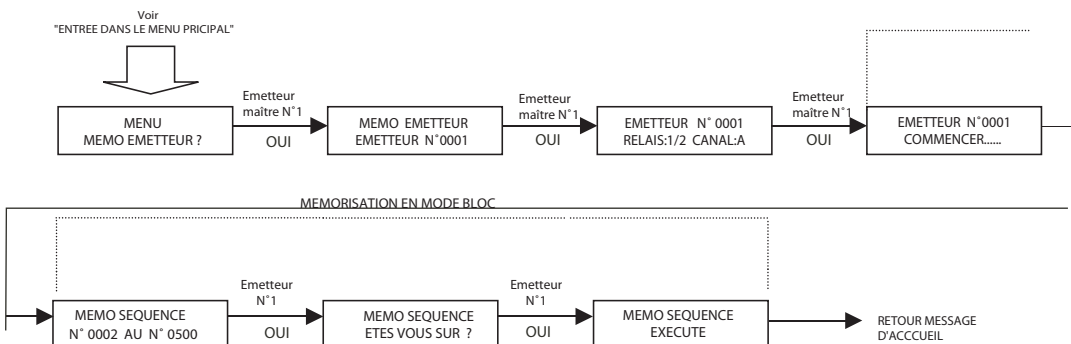 Voir
"ENTREE DANS LE MENU PRICIPAL"
MENU
MEMO EMETTEUR ?
Emetteur
maître N°1
OUI
MEMO EMETTEUR
EMETTEUR N°0001
Emetteur
maître N°1
OUI
EMETTEUR N° 0001
RELAIS:1/2 CANAL:A
Emetteur
maître N°1
OUI
EMETTEUR N°0001
COMMENCER......
MEMORISATION EN MODE BLOC
MEMO SEQUENCE
N° 0002 AU N° 0500
Emetteur
N°1
OUI
MEMO SEQUENCE
ETES VOUS SUR ?
Emetteur
N°1
OUI
MEMO SEQUENCE
EXECUTE
RETOUR MESSAGE
D'ACCCUEIL